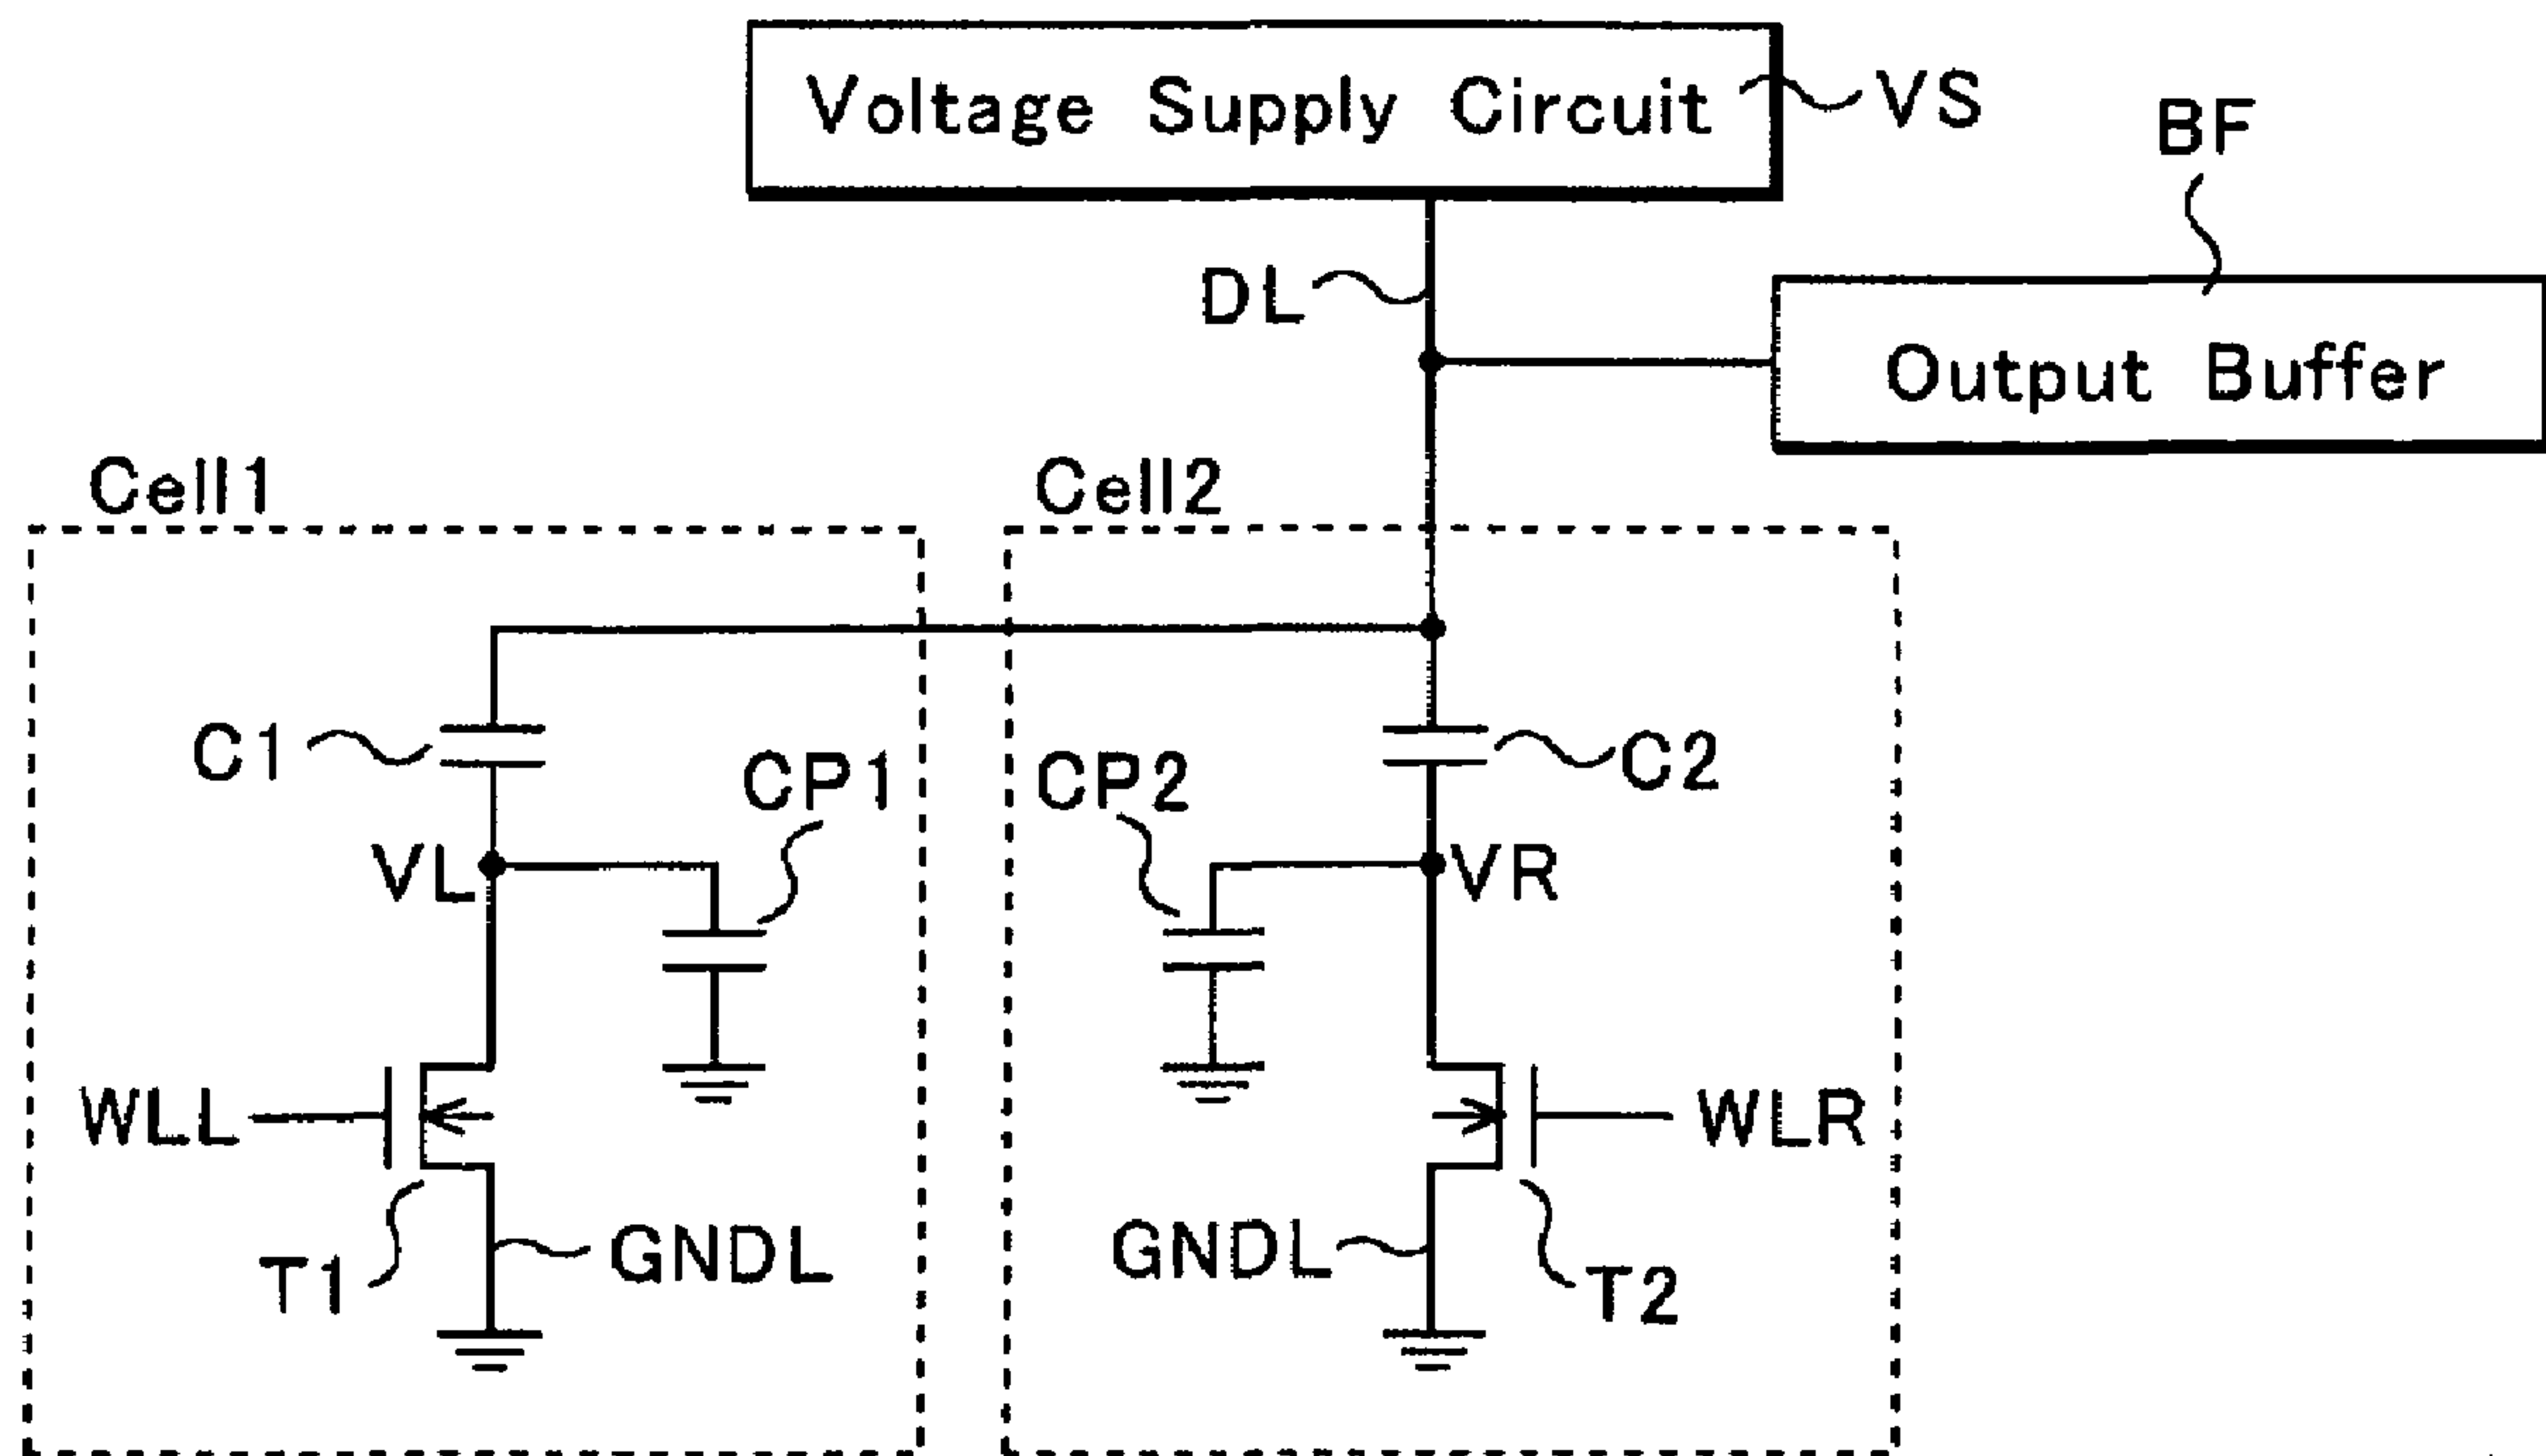 Voltage Supply Circuit
VS
BF
DL
Output Buffer
Cell1
Cell2
C1
CP1
CP2
C2
VL
VR
WLL
WLR
T1
GNDL
GNDL
T2